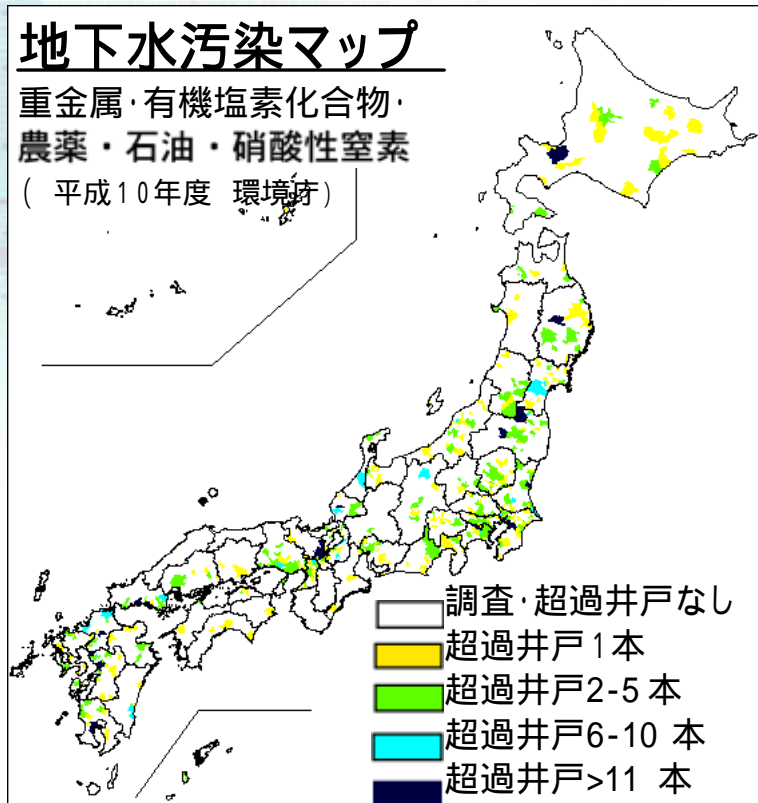 地下水汚染マップ
重金属･有機塩素化合物･
農薬・石油・硝酸性窒素
( 平成10年度 環境庁)
調査･超過井戸なし
超過井戸1本
超過井戸2-5 本
超過井戸6-10 本
超過井戸>11 本